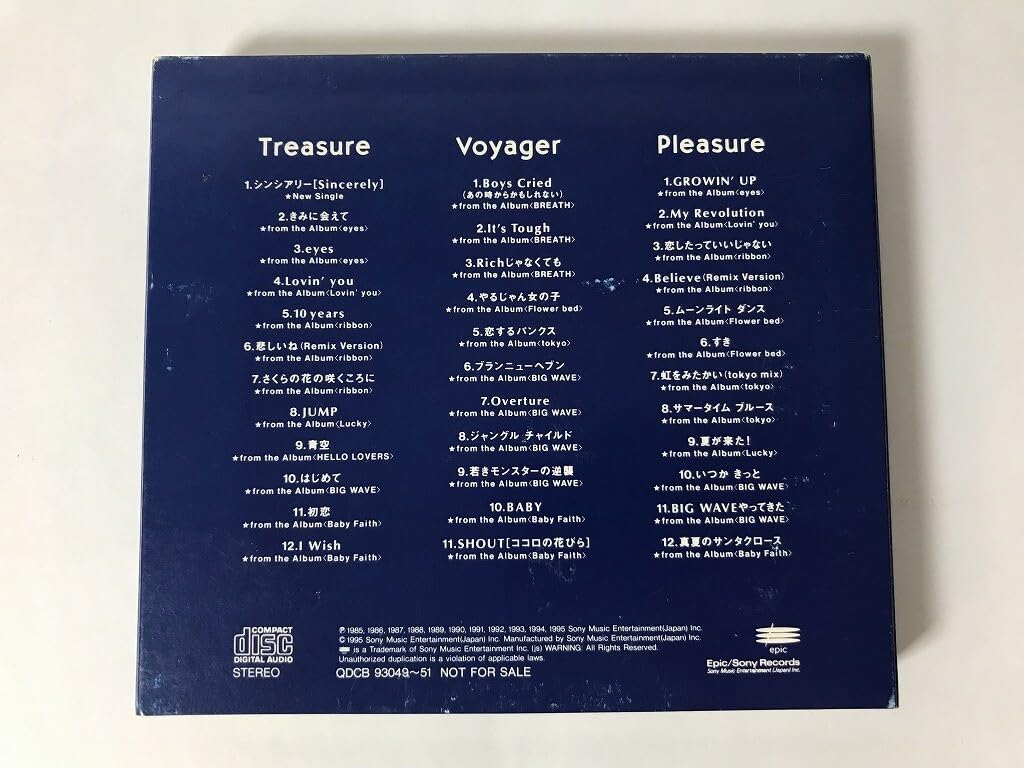 Treasure
1.シンシアリー[Sincerely]
★New Single
2.きみに会えて
★from the Album<eyes>
3.eyes
★from the Album<eyes>
4.Lovin' you
★from the Album<Lovin' you>
5.10 years
★from the Album<ribbon>
6.悲しいね(Remix Version)
★from the Album<ribbon>
7.さくらの花の咲くころに
★from the Album<ribbon>
8.JUMP
★from the Album<Lucky>
9.青空
★from the Album<HELLO LOVERS>
10.はじめて
★from the Album<BIG WAVE>
11.初恋
★from the Album<Baby Faith>
12.I Wish
★from the Album<Baby Faith>
Voyager
1.Boys Cried
(あの時からかもしれない)
★from the Album<BREATH>
2.It's Tough
★from the Album<BREATH>
3.Richじゃなくても
★from the Album<BREATH>
4.やるじゃん女の子
★from the Album<Flower bed>
5.恋するパンクス
★from the Album<tokyo>
6.ブランニューヘブン
★from the Album<BIG WAVE>
7.Overture
★from the Album<BIG WAVE>
8.ジャングル チャイルド
★from the Album<BIG WAVE>
9.若きモンスターの逆襲
★from the Album<BIG WAVE>
10.BABY
★from the Album<Baby Faith>
11.SHOUT[ココロの花びら]
★from the Album<Baby Faith>
Pleasure
1.GROWIN' UP
★from the Album<eyes>
2.My Revolution
★from the Album<Lovin' you>
3.恋したっていいじゃない
★from the Album<ribbon>
4.Believe(Remix Version)
★from the Album<ribbon>
5.ムーンライト ダンス
★from the Album<Flower bed>
6.すき
★from the Album<Flower bed>
7.虹をみたかい(tokyo mix)
★from the Album<tokyo>
8.サマータイム ブルース
★from the Album<tokyo>
9.夏が来た!
★from the Album<Lucky>
10.いつか きっと
★from the Album<BIG WAVE>
11.BIG WAVEやってきた
★from the Album<BIG WAVE>
12.真夏のサンタクロース
★from the Album<Baby Faith>
COMPACT
disc
DIGITAL AUDIO
STEREO
℗ 1985, 1986, 1987, 1988, 1989, 1990, 1991, 1992, 1993, 1994, 1995 Sony Music Entertainment(Japan) Inc.
© 1995 Sony Music Entertainment(Japan) Inc. Manufactured by Sony Music Entertainment(Japan) Inc.
is a Trademark of Sony Music Entertainment Inc. (js) WARNING: All Rights Reserved.
Unauthorized duplication is a violation of applicable laws.
QDCB 93049～51 NOT FOR SALE
epic
Epic/Sony Records
Sony Music Entertainment (Japan) Inc.